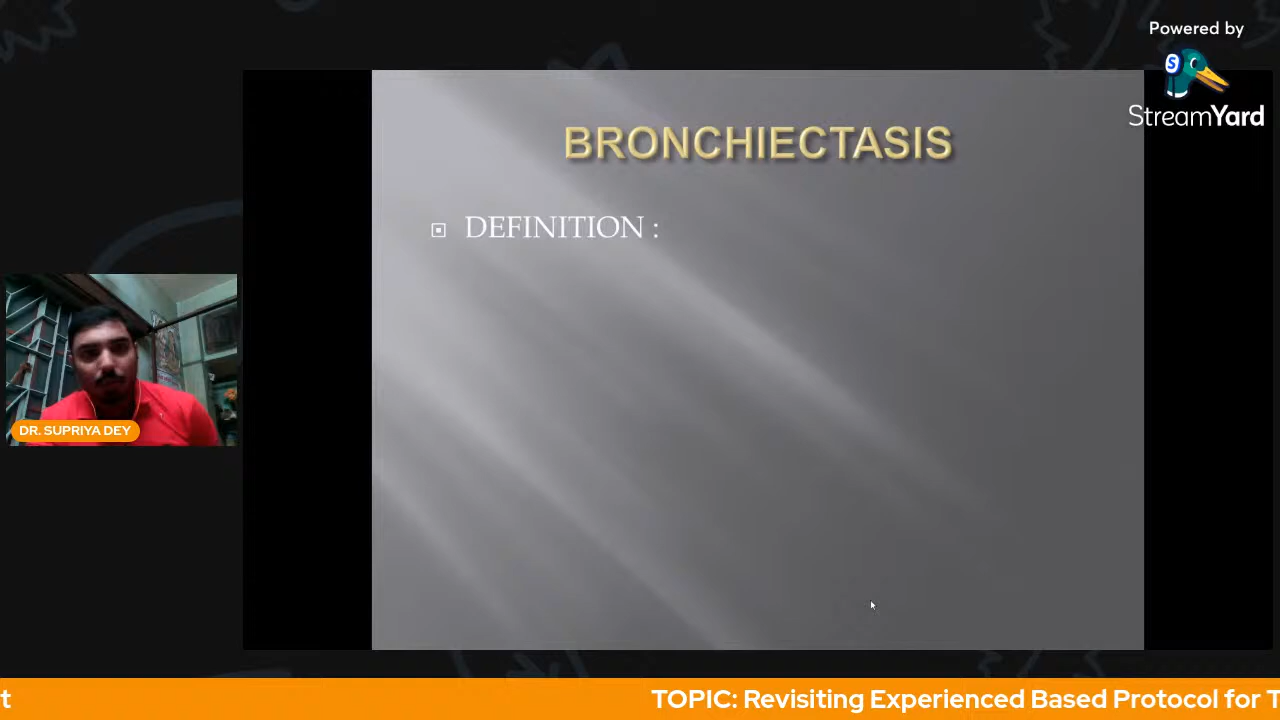 Powered by
StreamYard
BRONCHIECTASIS
DEFINITION :
DR. SUPRIYA DEY
t
TOPIC: Revisiting Experienced Based Protocol for T